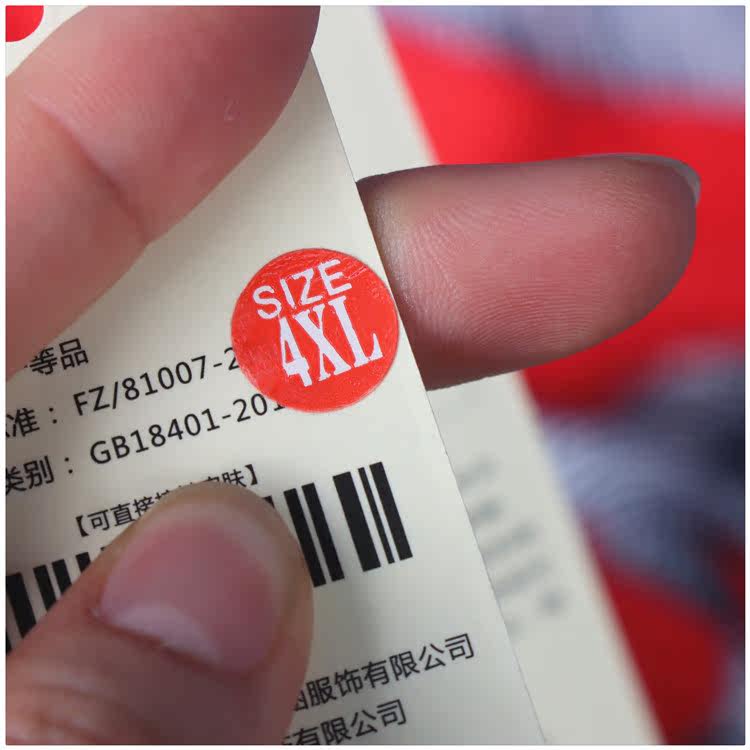 SIZE
4XL
等品
准：FZ/81007-2
类别：GB18401-201
【可直接 肤】
服饰有限公司
有限公司